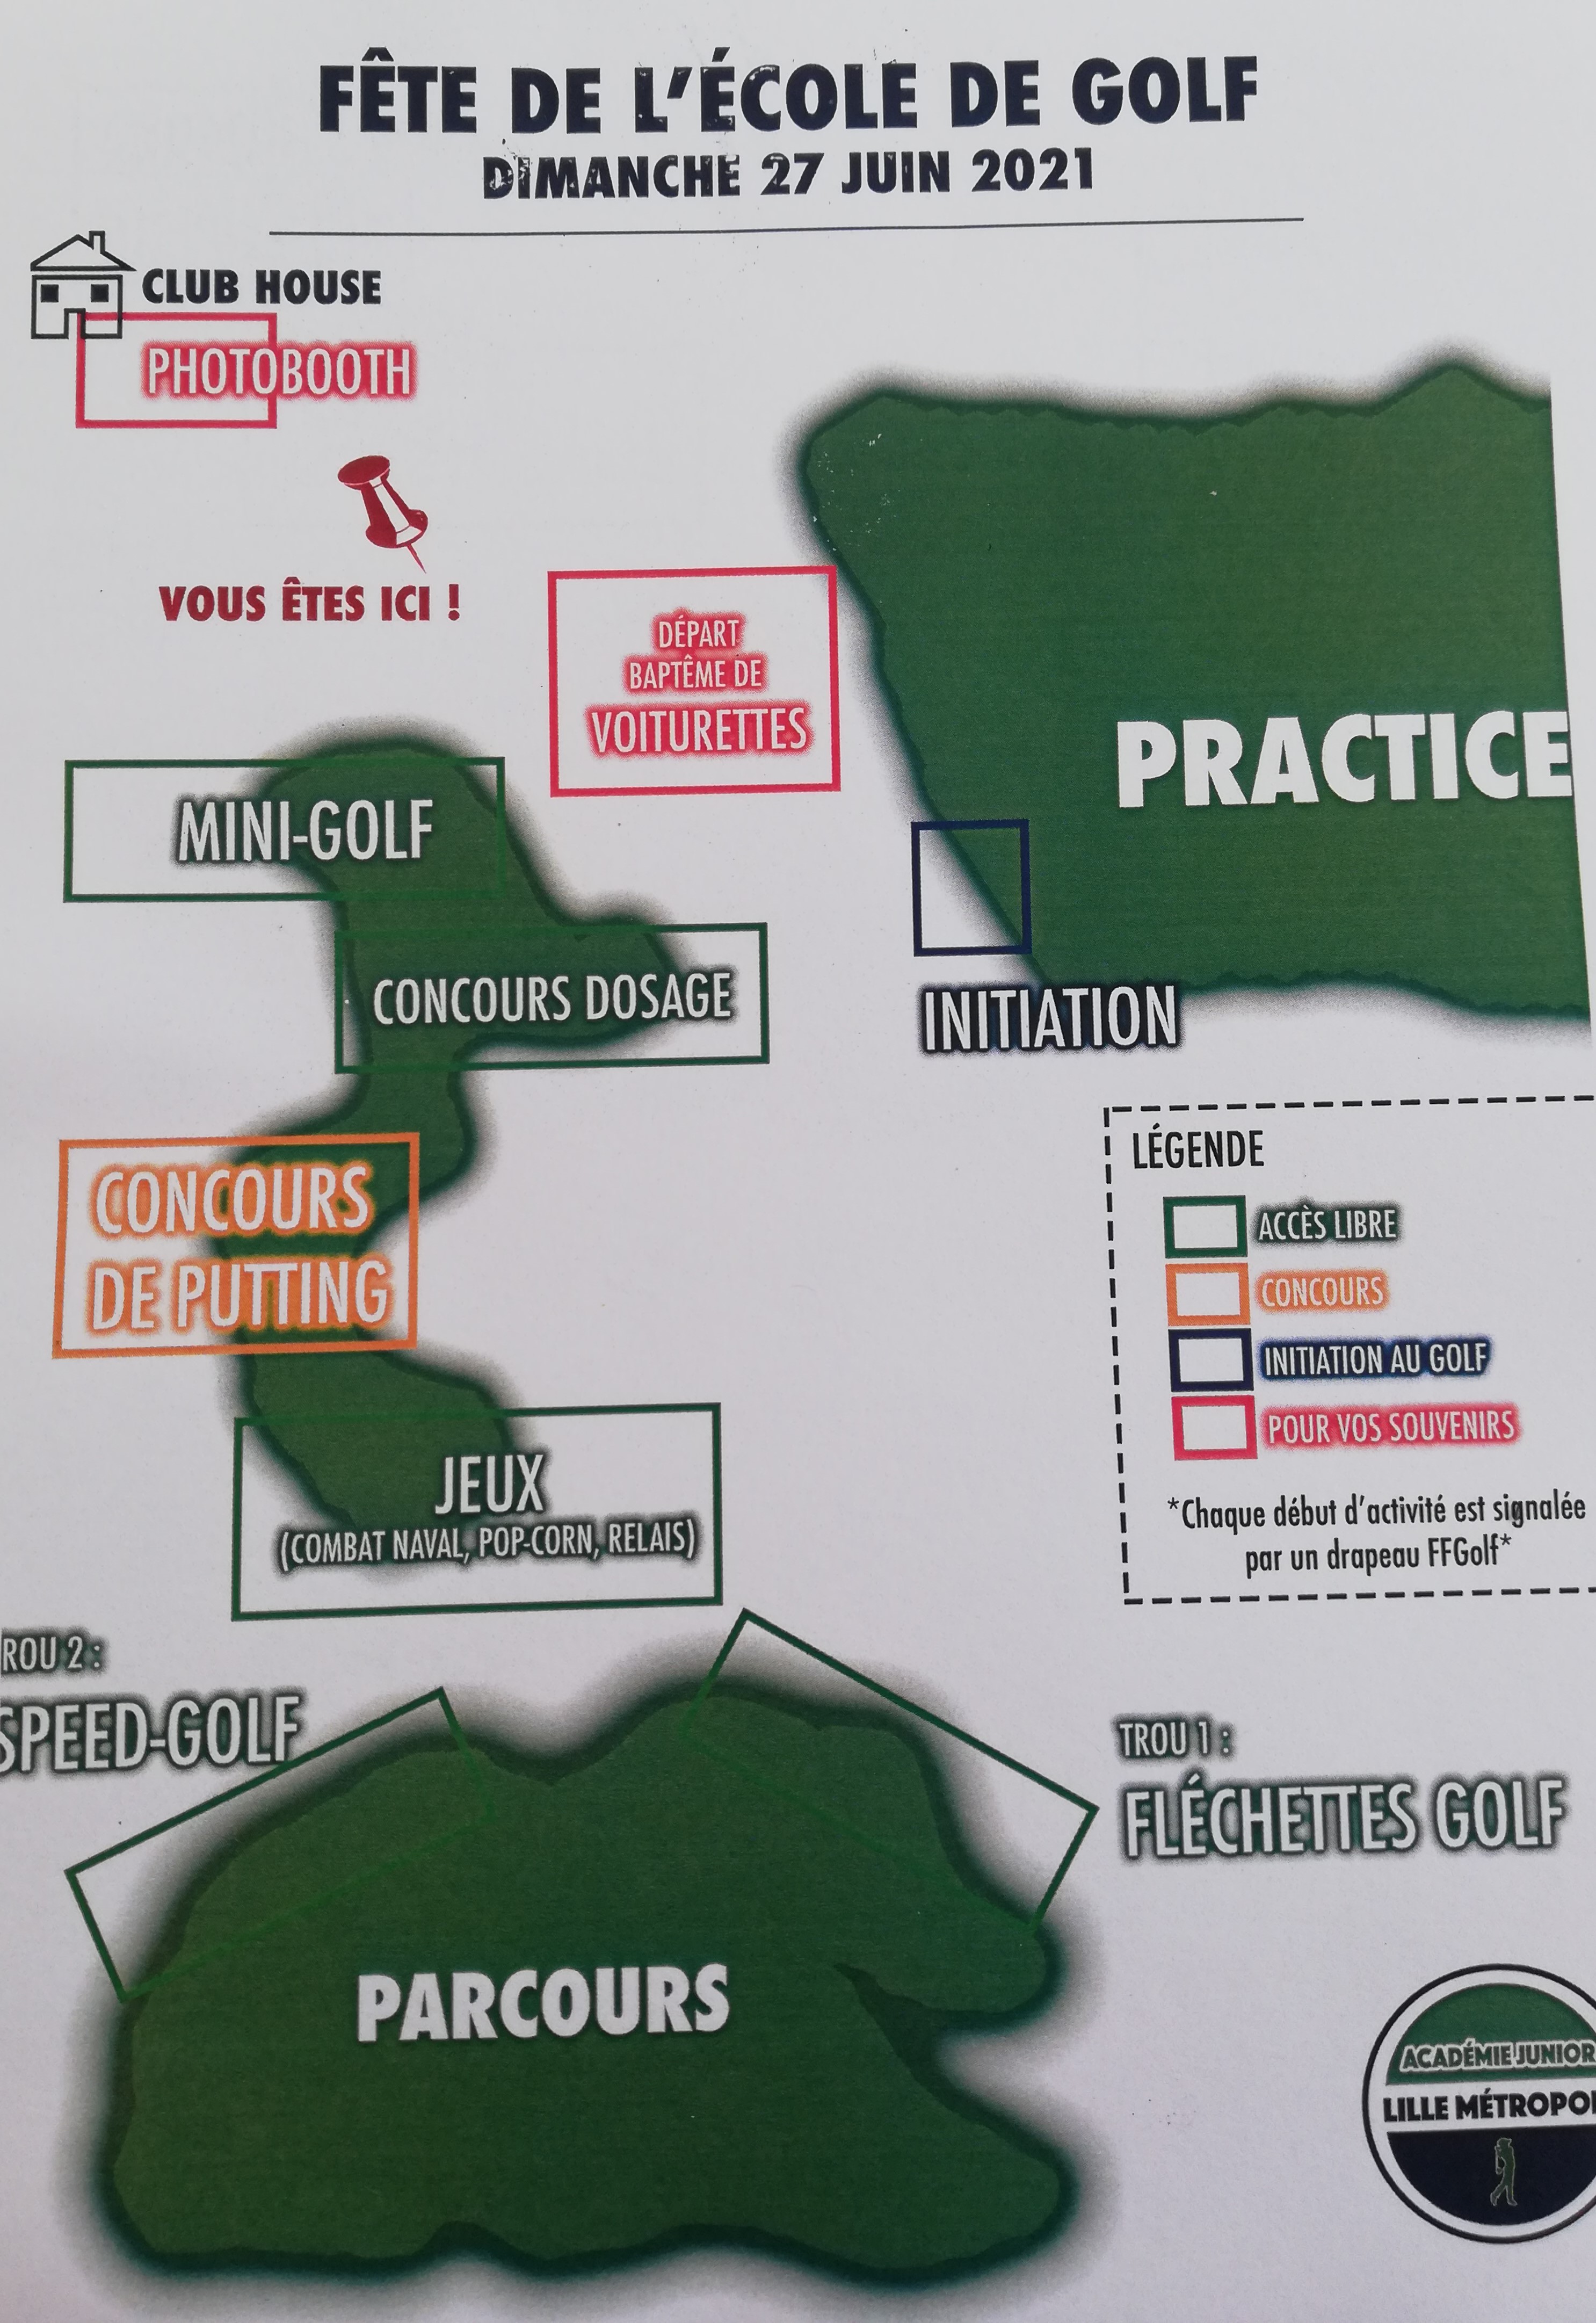 FÊTE DE L'ÉCOLE DE GOLF
DIMANCHE 27 JUIN 2021
CLUB HOUSE
PHOTOBOOTH
VOUS ÊTES ICI !
DÉPART
BAPTÊME DE
VOITURETTES
PRACTICE
MINI-GOLF
CONCOURS DOSAGE
INITIATION
CONCOURS
DE PUTTING
LÉGENDE
ACCÈS LIBRE
CONCOURS
INITIATION AU GOLF
POUR VOS SOUVENIRS
*Chaque début d'activité est signalée
par un drapeau FFGolf*
JEUX
(COMBAT NAVAL, POP-CORN, RELAIS)
ROU 2 :
SPEED-GOLF
TROU 1 :
FLÉCHETTES GOLF
PARCOURS
ACADÉMIE JUNIOR
LILLE MÉTROPOL